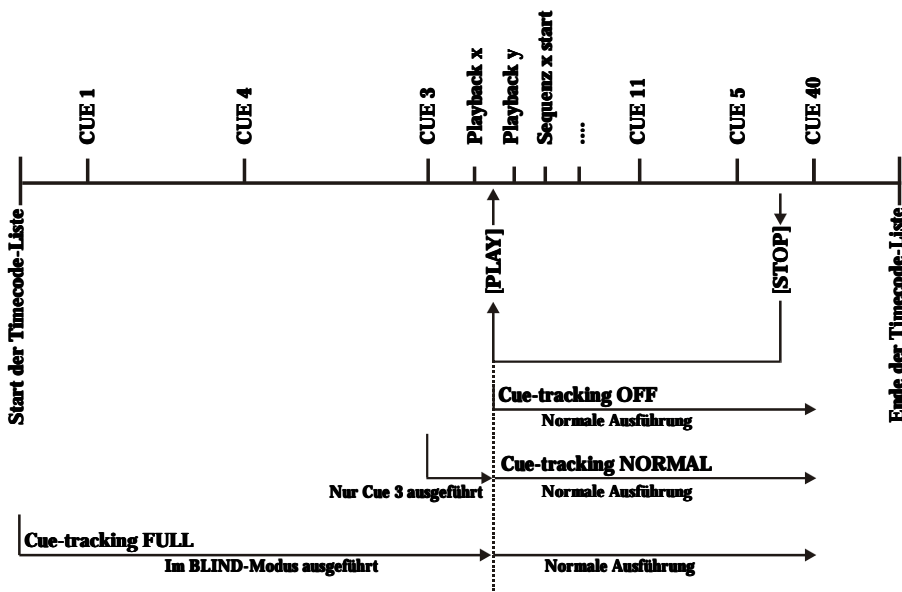 CUE 1
CUE 4
CUE 3
Playback x
Playback y
Sequenz x start
....
CUE 11
CUE 5
CUE 40
Start der Timecode-Liste
[PLAY]
[STOP]
Ende der Timecode-Liste
Cue-tracking OFF
Normale Ausführung
Cue-tracking NORMAL
Nur Cue 3 ausgeführt
Normale Ausführung
Cue-tracking FULL
Im BLIND-Modus ausgeführt
Normale Ausführung